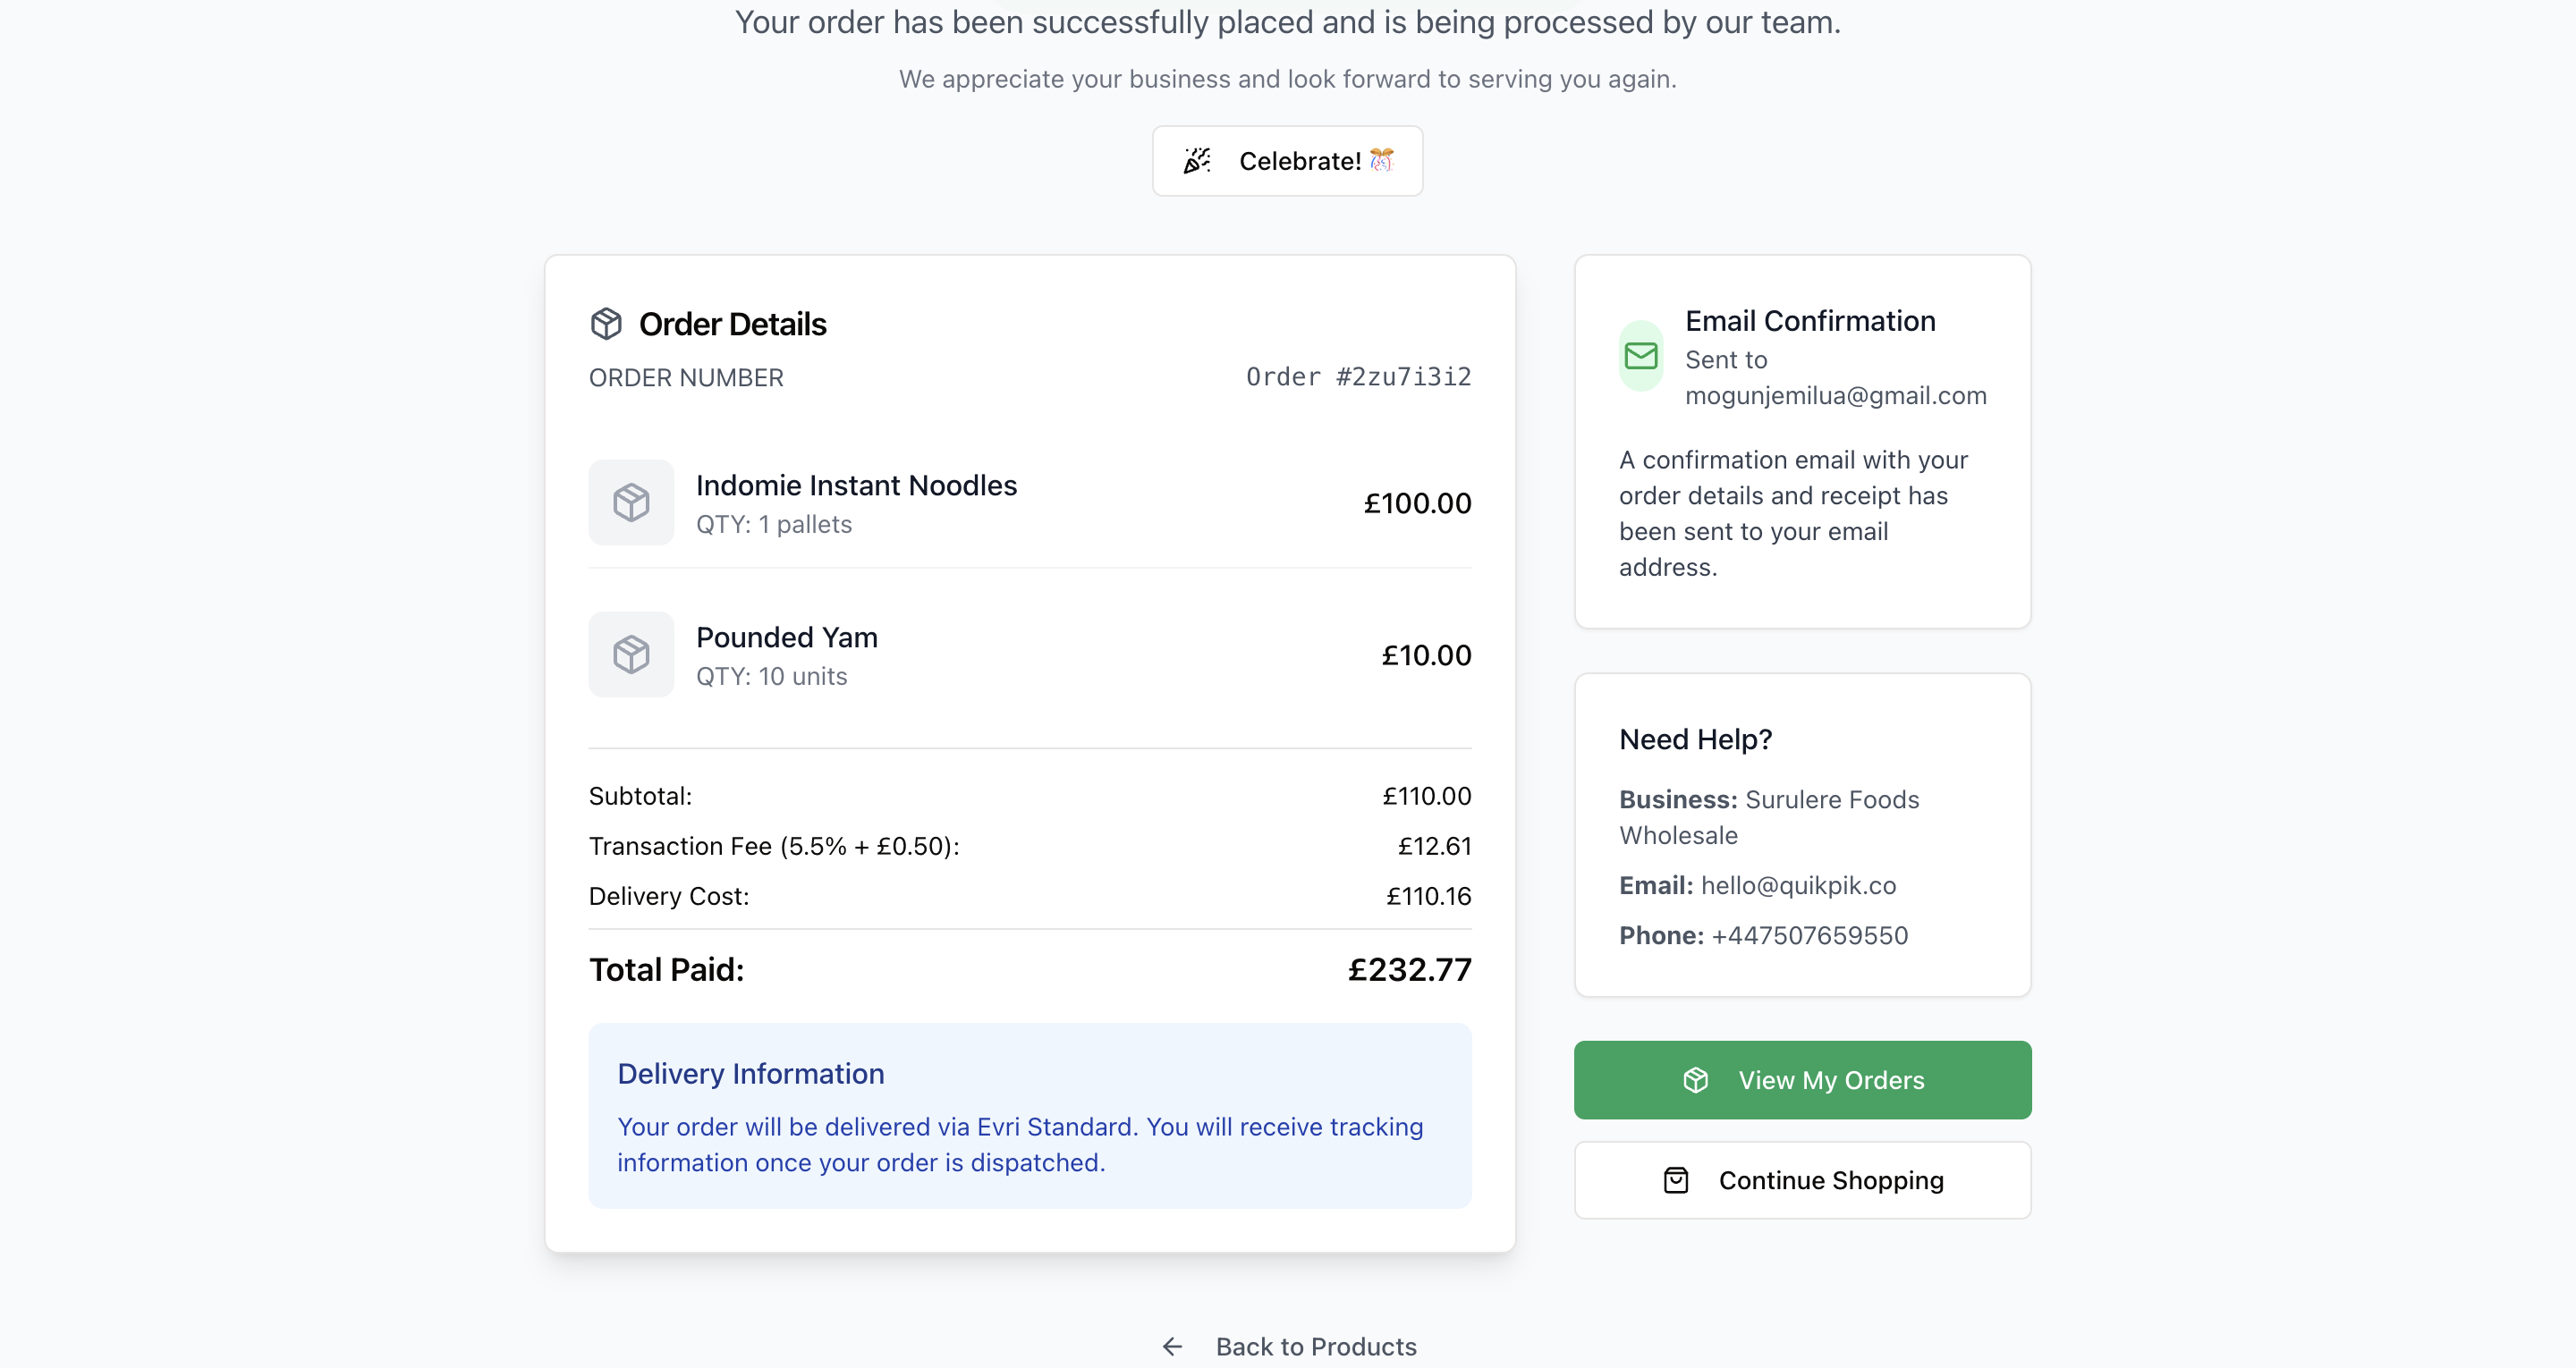 Your order has been successfully placed and is being processed by our team.
We appreciate your business and look forward to serving you again.
Celebrate! 🎊
Order Details
ORDER NUMBER
Order #2zu7i3i2
Indomie Instant Noodles
QTY: 1 pallets
£100.00
Pounded Yam
QTY: 10 units
£10.00
Subtotal:
£110.00
Transaction Fee (5.5% + £0.50):
£12.61
Delivery Cost:
£110.16
Total Paid:
£232.77
Delivery Information
Your order will be delivered via Evri Standard. You will receive tracking
information once your order is dispatched.
Email Confirmation
Sent to
mogunjemilua@gmail.com
A confirmation email with your
order details and receipt has
been sent to your email
address.
Need Help?
Business: Surulere Foods
Wholesale
Email: hello@quikpik.co
Phone: +447507659550
View My Orders
Continue Shopping
Back to Products